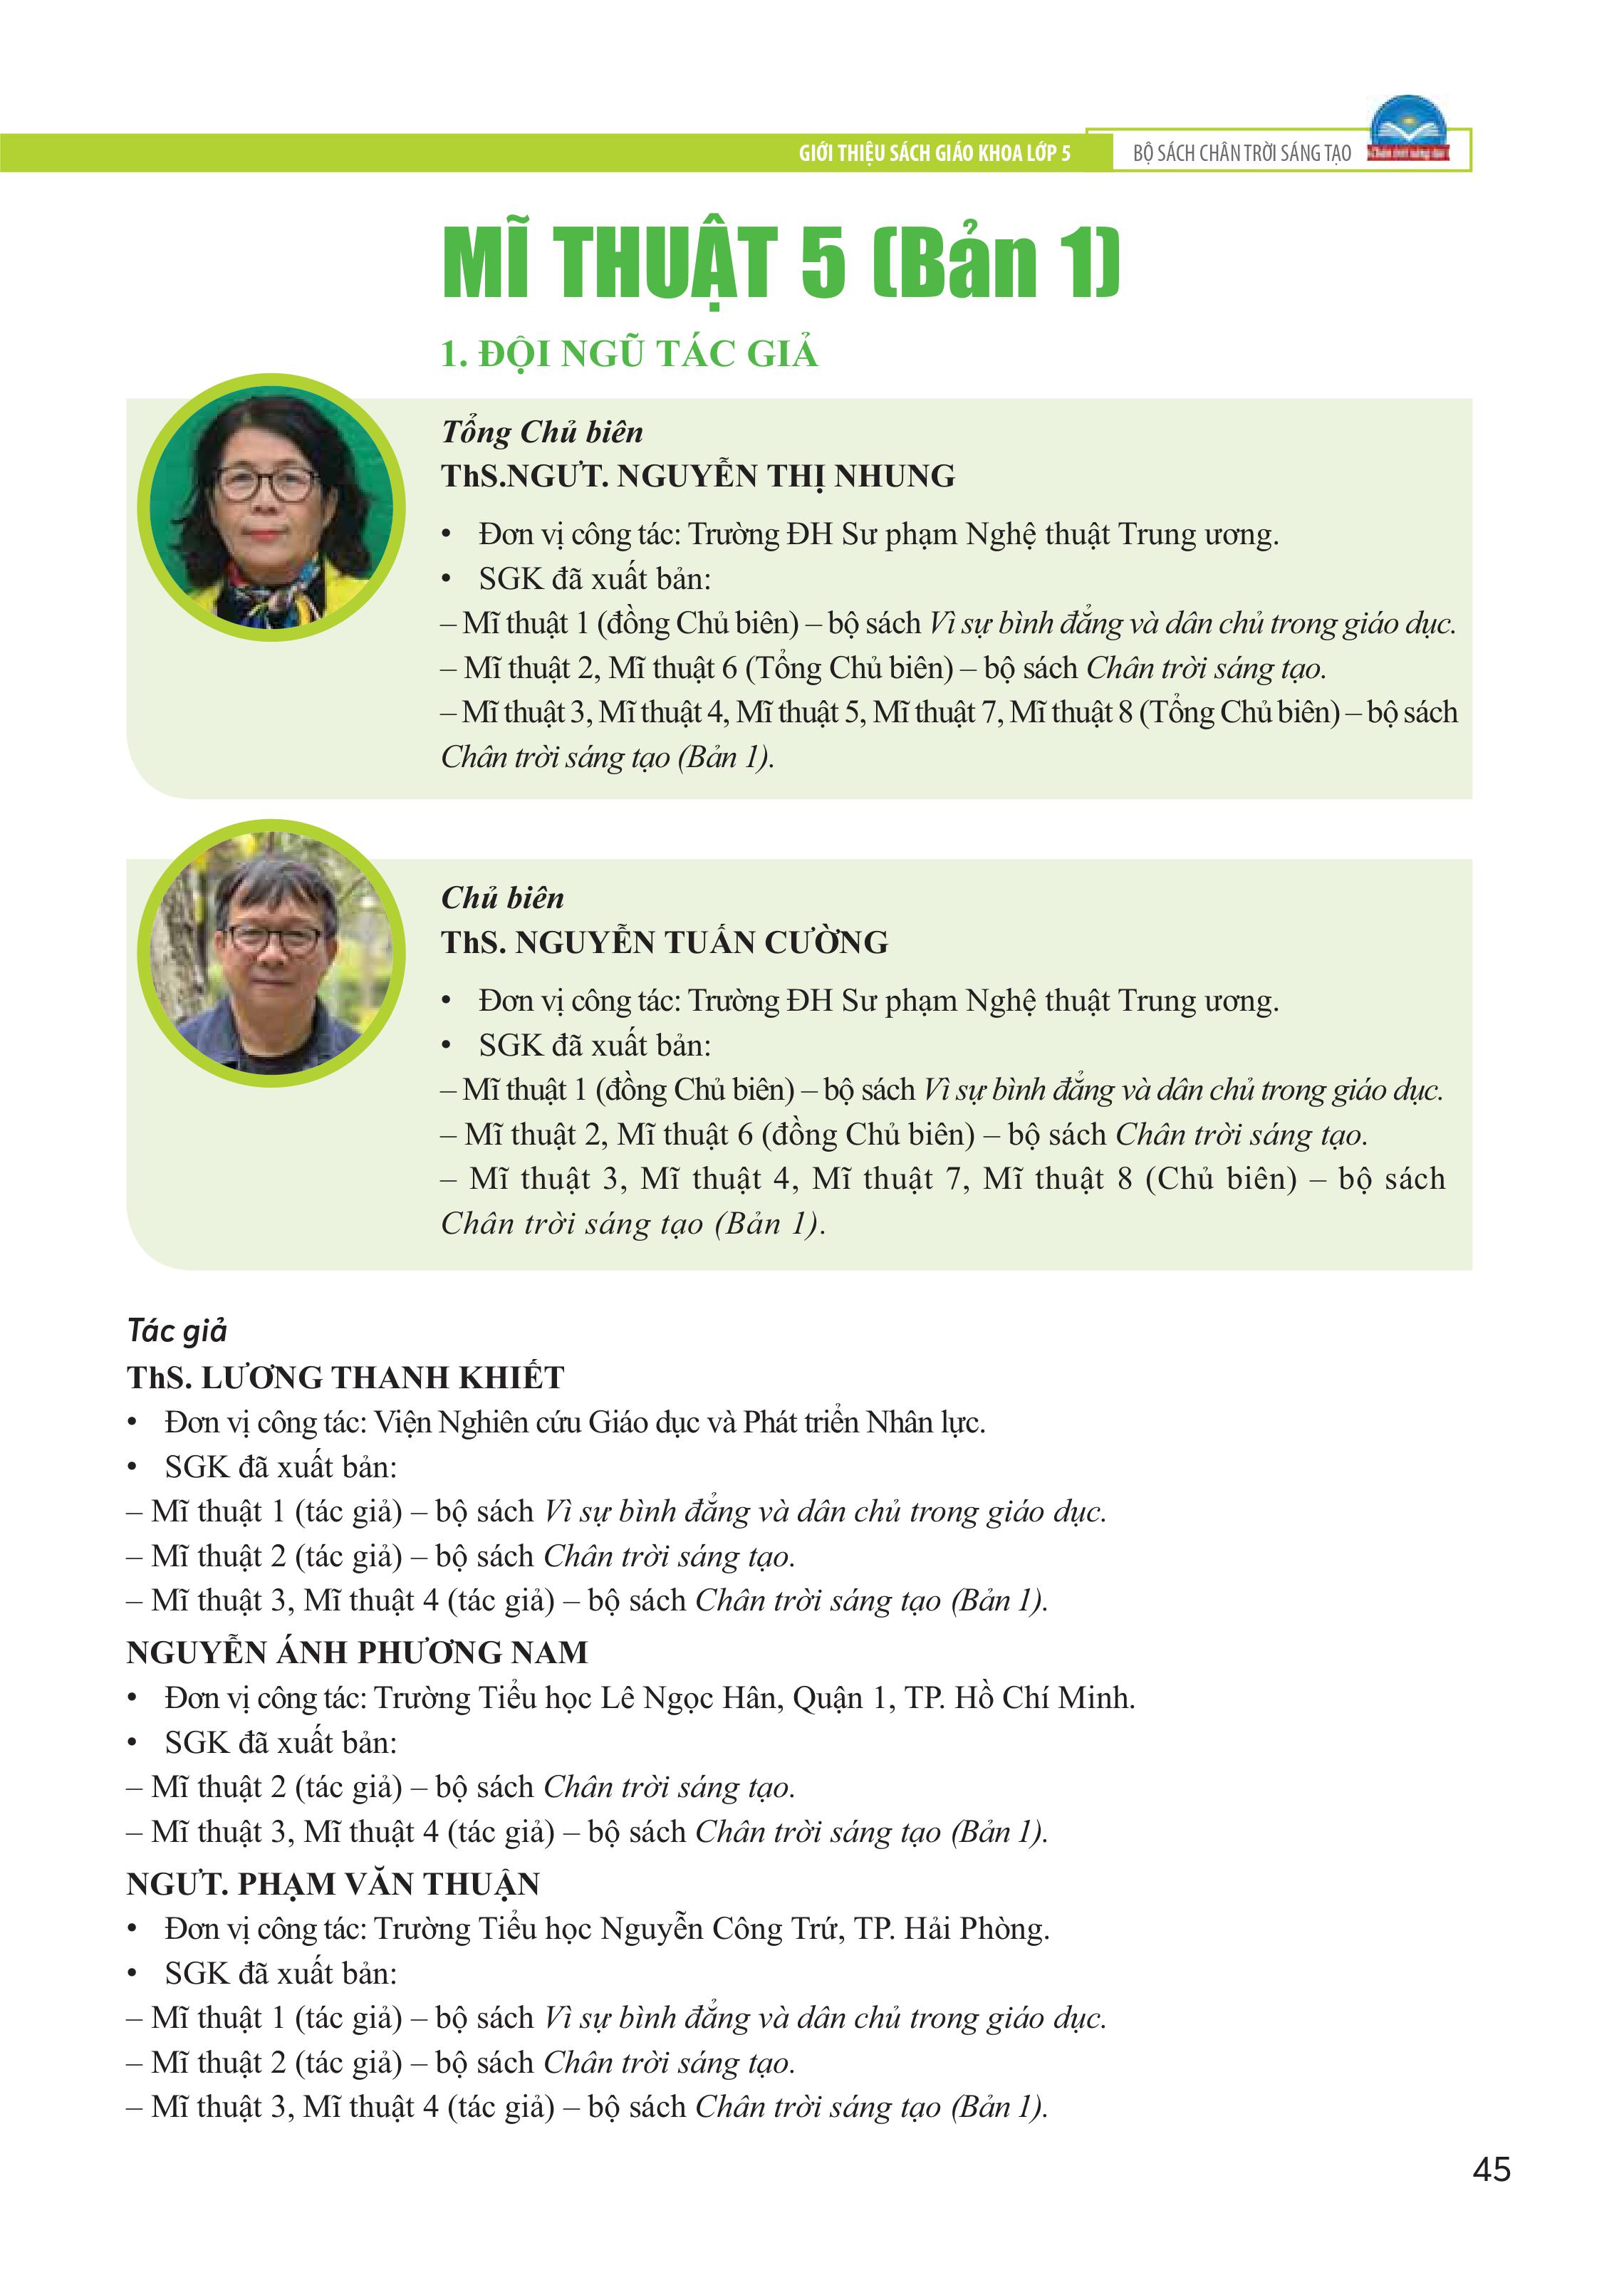 GIỚI THIỆU SÁCH GIÁO KHOA LỚP 5
BỘ SÁCH CHÂN TRỜI SÁNG TẠO
MĨ THUẬT 5 (Bản 1)
1. ĐỘI NGŨ TÁC GIẢ
Tổng Chủ biên
ThS.NGƯT. NGUYỄN THỊ NHUNG
• Đơn vị công tác: Trường ĐH Sư phạm Nghệ thuật Trung ương.
• SGK đã xuất bản:
– Mĩ thuật 1 (đồng Chủ biên) – bộ sách Vì sự bình đẳng và dân chủ trong giáo dục.
– Mĩ thuật 2, Mĩ thuật 6 (Tổng Chủ biên) – bộ sách Chân trời sáng tạo.
– Mĩ thuật 3, Mĩ thuật 4, Mĩ thuật 5, Mĩ thuật 7, Mĩ thuật 8 (Tổng Chủ biên) – bộ sách
Chân trời sáng tạo (Bản 1).
Chủ biên
ThS. NGUYỄN TUẤN CƯỜNG
• Đơn vị công tác: Trường ĐH Sư phạm Nghệ thuật Trung ương.
• SGK đã xuất bản:
– Mĩ thuật 1 (đồng Chủ biên) – bộ sách Vì sự bình đẳng và dân chủ trong giáo dục.
– Mĩ thuật 2, Mĩ thuật 6 (đồng Chủ biên) – bộ sách Chân trời sáng tạo.
– Mĩ thuật 3, Mĩ thuật 4, Mĩ thuật 7, Mĩ thuật 8 (Chủ biên) – bộ sách
Chân trời sáng tạo (Bản 1).
Tác giả
ThS. LƯƠNG THANH KHIẾT
• Đơn vị công tác: Viện Nghiên cứu Giáo dục và Phát triển Nhân lực.
• SGK đã xuất bản:
– Mĩ thuật 1 (tác giả) – bộ sách Vì sự bình đẳng và dân chủ trong giáo dục.
– Mĩ thuật 2 (tác giả) – bộ sách Chân trời sáng tạo.
– Mĩ thuật 3, Mĩ thuật 4 (tác giả) – bộ sách Chân trời sáng tạo (Bản 1).
NGUYỄN ÁNH PHƯƠNG NAM
• Đơn vị công tác: Trường Tiểu học Lê Ngọc Hân, Quận 1, TP. Hồ Chí Minh.
• SGK đã xuất bản:
– Mĩ thuật 2 (tác giả) – bộ sách Chân trời sáng tạo.
– Mĩ thuật 3, Mĩ thuật 4 (tác giả) – bộ sách Chân trời sáng tạo (Bản 1).
NGƯT. PHẠM VĂN THUẬN
• Đơn vị công tác: Trường Tiểu học Nguyễn Công Trứ, TP. Hải Phòng.
• SGK đã xuất bản:
– Mĩ thuật 1 (tác giả) – bộ sách Vì sự bình đẳng và dân chủ trong giáo dục.
– Mĩ thuật 2 (tác giả) – bộ sách Chân trời sáng tạo.
– Mĩ thuật 3, Mĩ thuật 4 (tác giả) – bộ sách Chân trời sáng tạo (Bản 1).
45